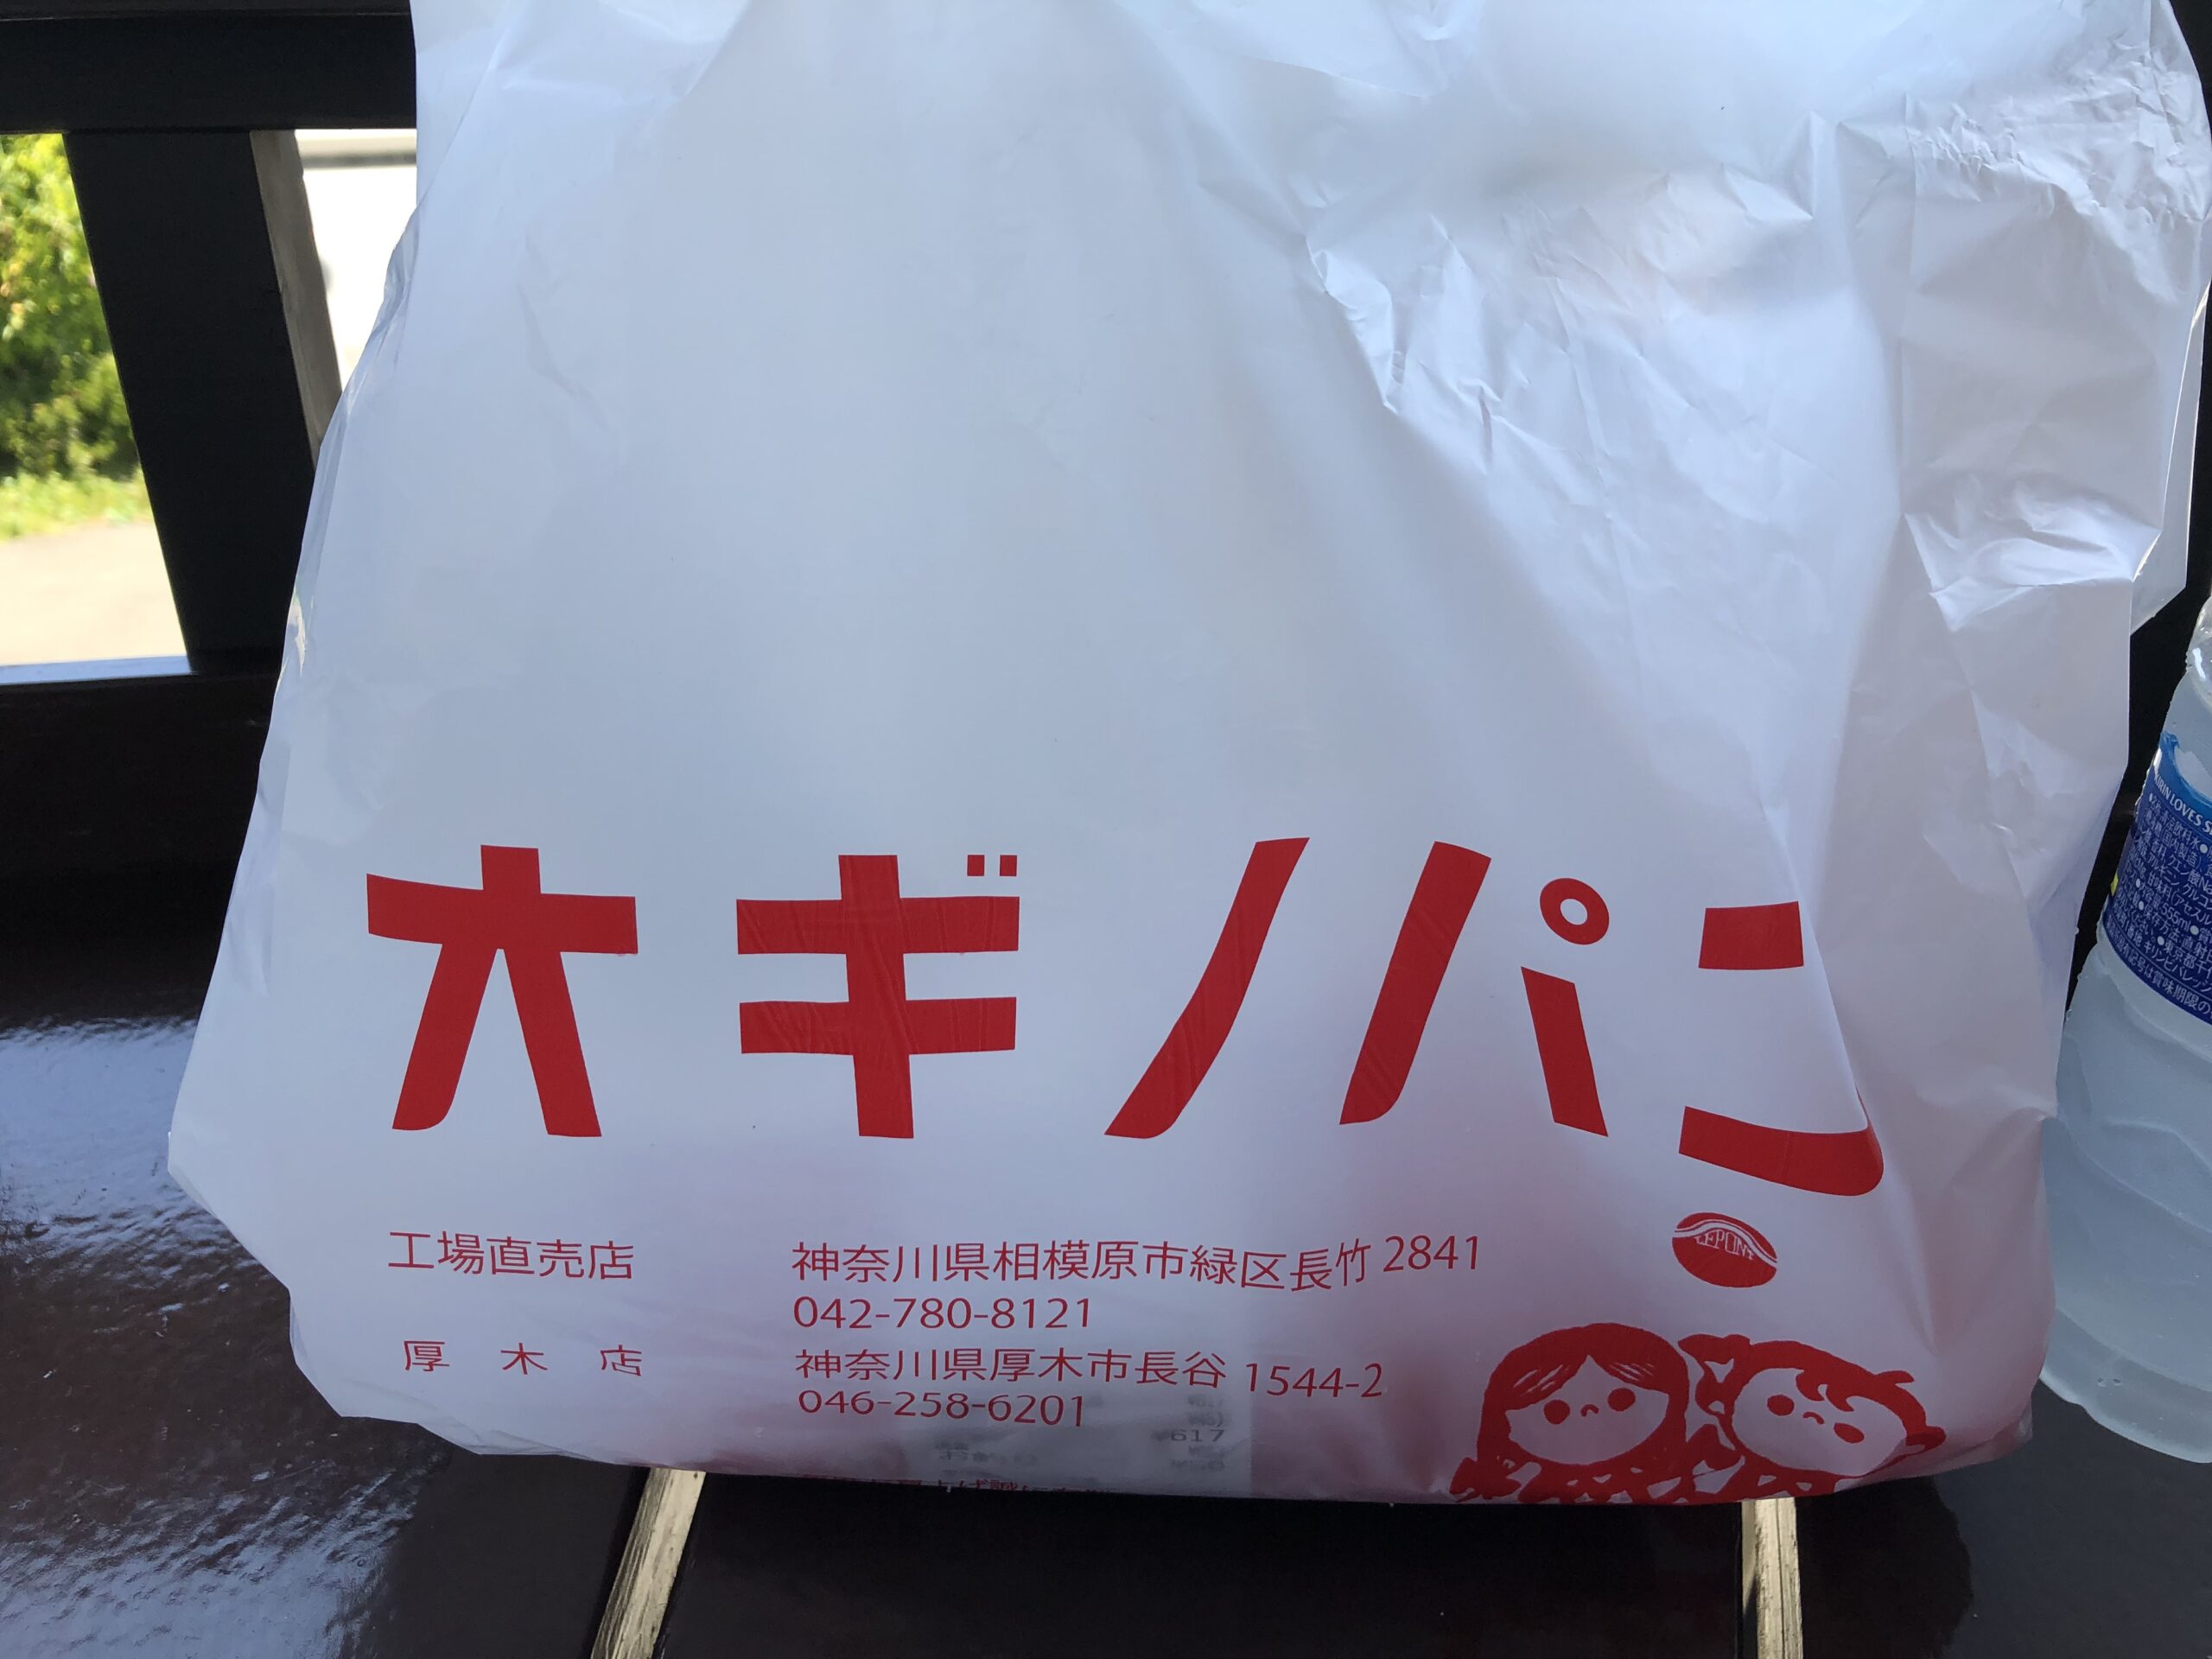 オギノパン
工場直売店 神奈川県相模原市緑区長竹 2841
042-780-8121
厚木店 神奈川県厚木市長谷 1544-2
046-258-6201
617